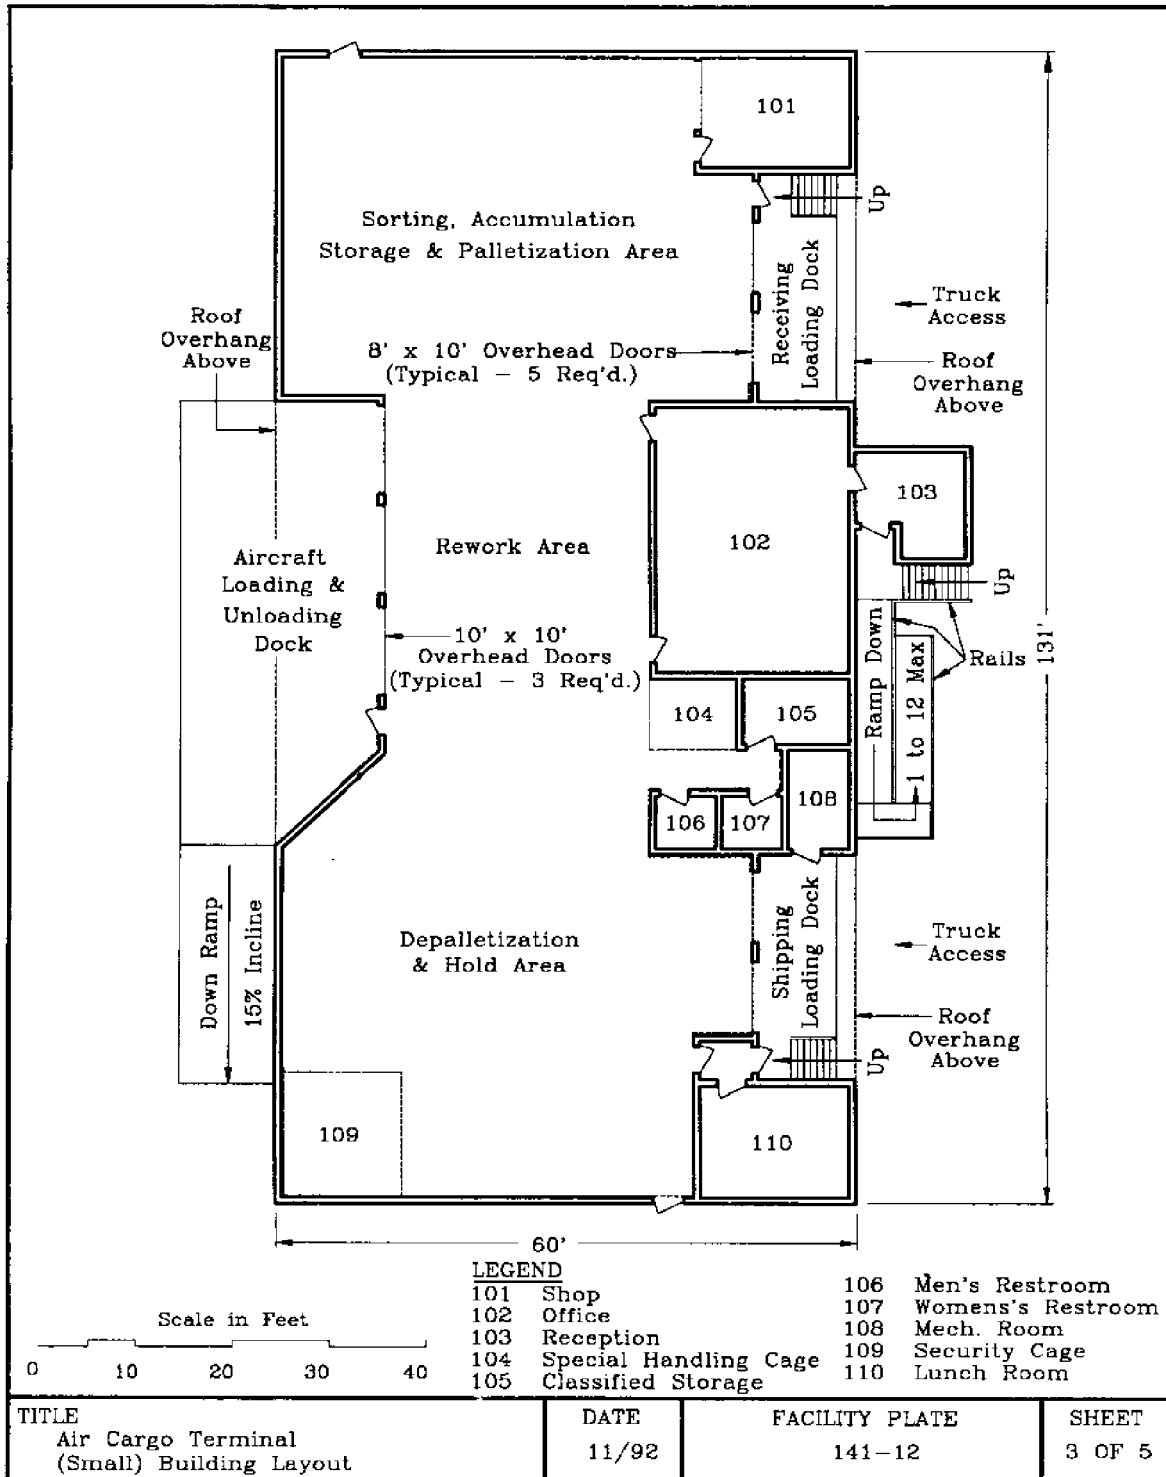 101
Up
Sorting, Accumulation
Storage & Palletization Area
Receiving
Loading Dock
Truck
Access
Roof
Overhang
Above
8' x 10' Overhead Doors
(Typical - 5 Req'd.)
Roof
Overhang
Above
103
102
Rework Area
Aircraft
Loading &
Unloading
Dock
Up
10' x 10'
Overhead Doors
(Typical - 3 Req'd.)
Ramp Down
1 to 12 Max
Rails
131'
104
105
106
107
108
Down Ramp
15% Incline
Depalletization
& Hold Area
Shipping
Loading Dock
Truck
Access
Roof
Overhang
Above
Up
109
110
60'
LEGEND
101 Shop
102 Office
103 Reception
104 Special Handling Cage
105 Classified Storage
106 Men's Restroom
107 Womens's Restroom
108 Mech. Room
109 Security Cage
110 Lunch Room
Scale in Feet
0 10 20 30 40
TITLE
Air Cargo Terminal
(Small) Building Layout
DATE
11/92
FACILITY PLATE
141-12
SHEET
3 OF 5